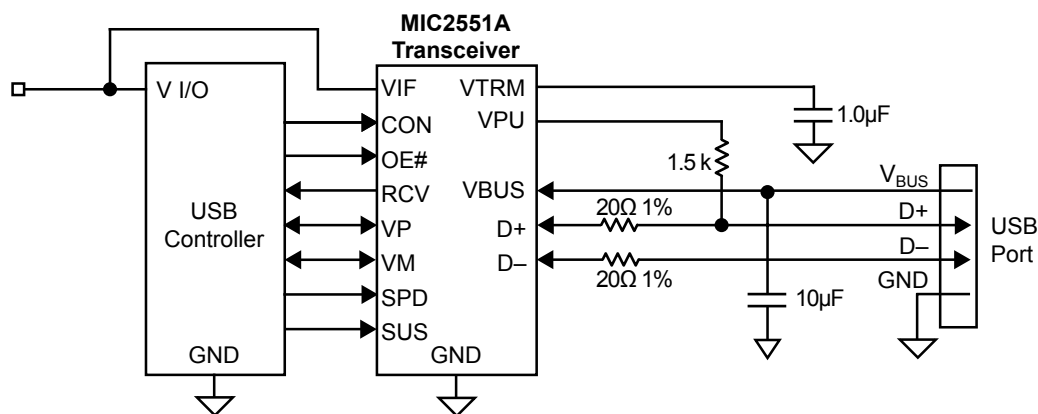 MIC2551A
Transceiver
V I/O
USB
Controller
GND
VIF
CON
OE#
RCV
VP
VM
SPD
SUS
GND
VTRM
VPU
VBUS
D+
D–
1.0µF
1.5 k
20Ω 1%
20Ω 1%
10µF
VBUS
D+
D–
GND
USB
Port